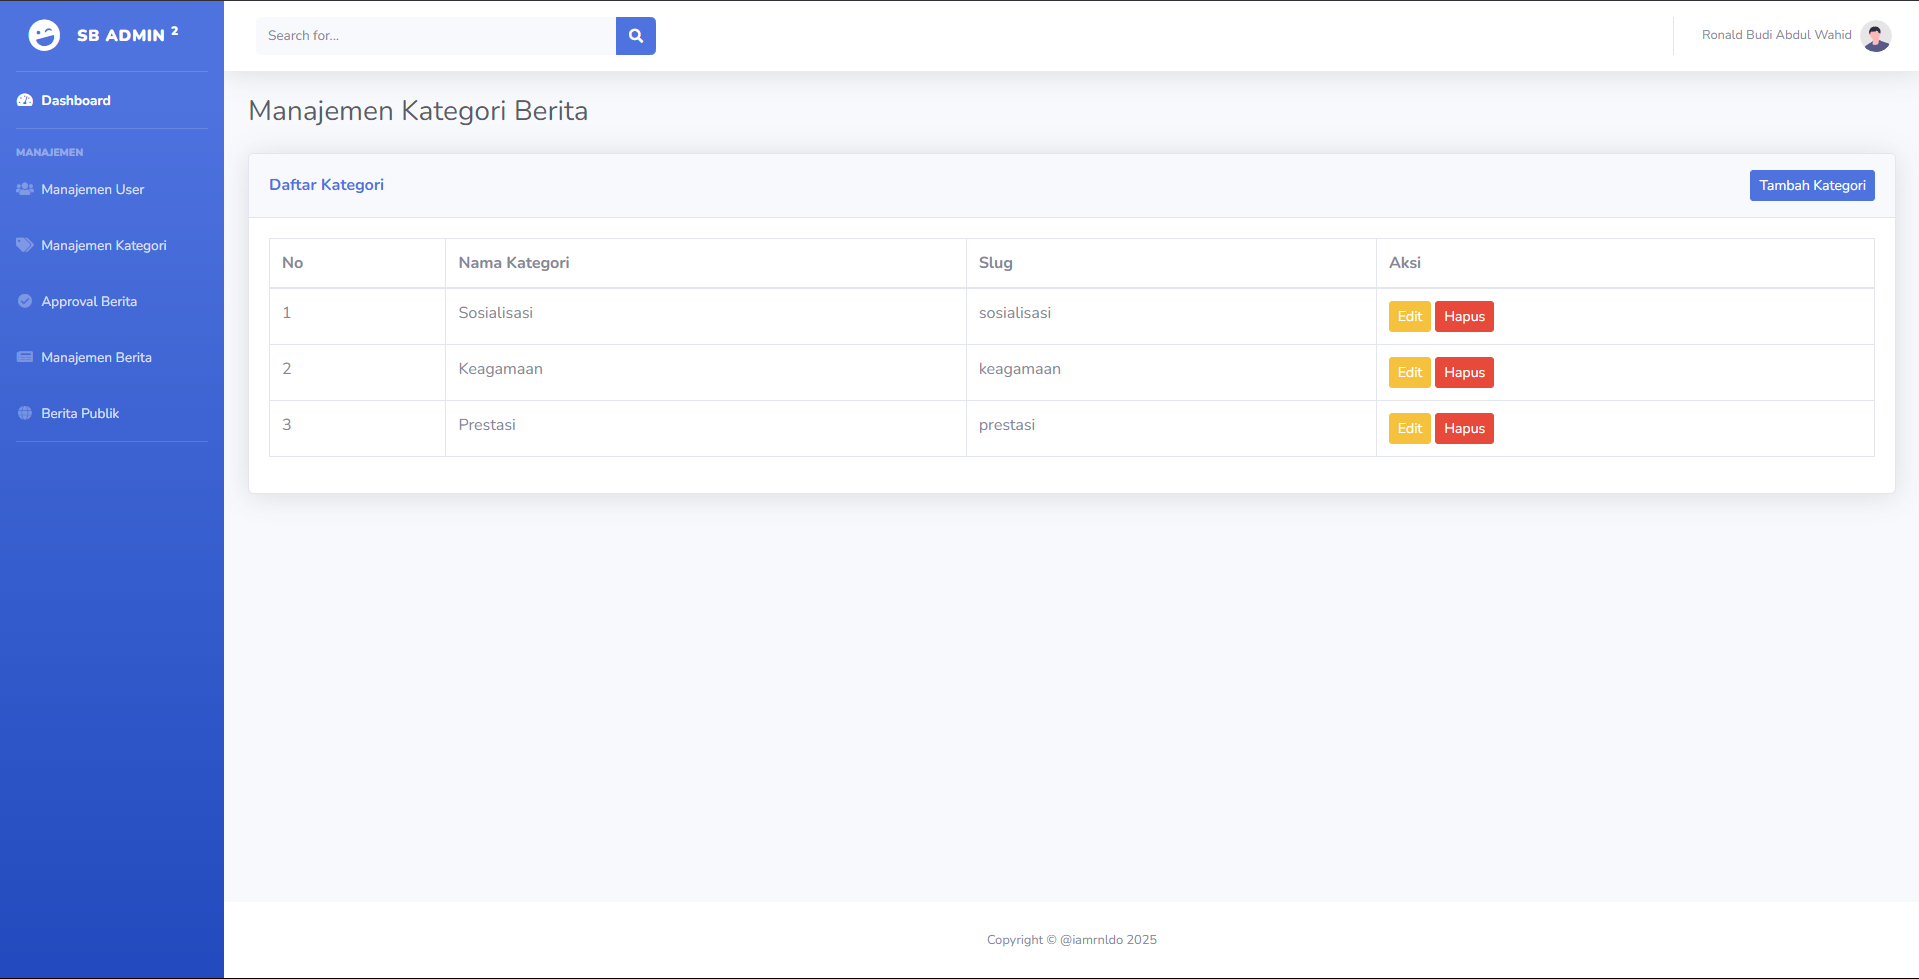 SB ADMIN 2
Search for...
Ronald Budi Abdul Wahid
Dashboard
MANAJEMEN
Manajemen User
Manajemen Kategori
Approval Berita
Manajemen Berita
Berita Publik
Manajemen Kategori Berita
Daftar Kategori
Tambah Kategori
No Nama Kategori Slug Aksi
1 Sosialisasi sosialisasi Edit Hapus
2 Keagamaan keagamaan Edit Hapus
3 Prestasi prestasi Edit Hapus
Copyright © @iamrnldo 2025